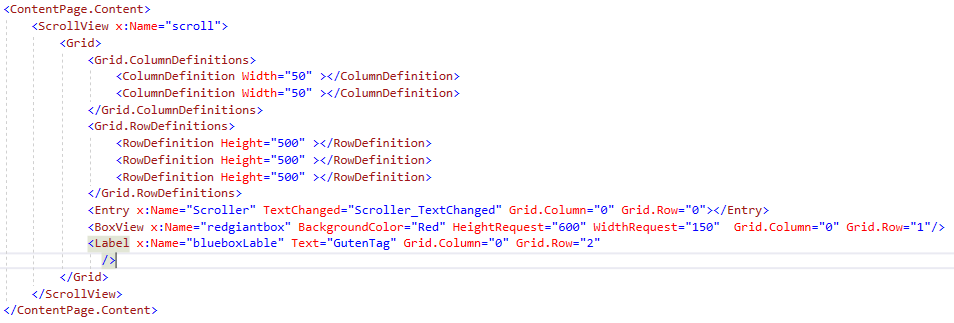 <ContentPage.Content>
<ScrollView x:Name="scroll">
<Grid>
<Grid.ColumnDefinitions>
<ColumnDefinition Width="50" ></ColumnDefinition>
<ColumnDefinition Width="50" ></ColumnDefinition>
</Grid.ColumnDefinitions>
<Grid.RowDefinitions>
<RowDefinition Height="500" ></RowDefinition>
<RowDefinition Height="500" ></RowDefinition>
<RowDefinition Height="500" ></RowDefinition>
</Grid.RowDefinitions>
<Entry x:Name="Scroller" TextChanged="Scroller_TextChanged" Grid.Column="0" Grid.Row="0"></Entry>
<BoxView x:Name="redgiantbox" BackgroundColor="Red" HeightRequest="600" WidthRequest="150"  Grid.Column="0" Grid.Row="1"/>
<Label x:Name="blueboxLable" Text="GutenTag" Grid.Column="0" Grid.Row="2"
/>
</Grid>
</ScrollView>
</ContentPage.Content>